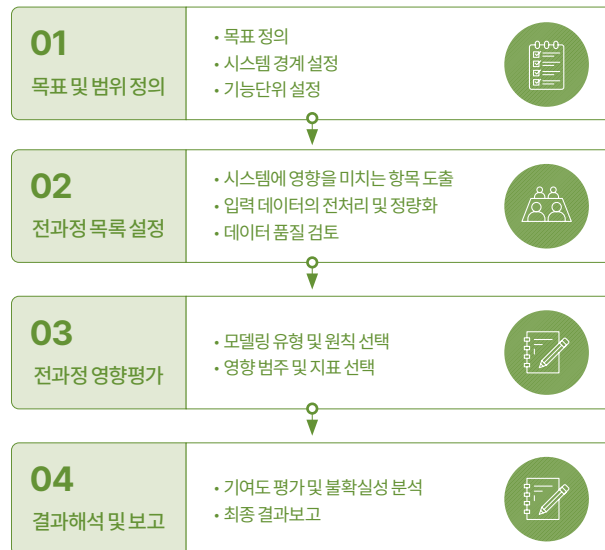 01
목표 및 범위 정의
• 목표 정의
• 시스템 경계 설정
• 기능단위 설정
02
전과정 목록 설정
• 시스템에 영향을 미치는 항목 도출
• 입력 데이터의 전처리 및 정량화
• 데이터 품질 검토
03
전과정 영향평가
• 모델링 유형 및 원칙 선택
• 영향 범주 및 지표 선택
04
결과해석 및 보고
• 기여도 평가 및 불확실성 분석
• 최종 결과보고